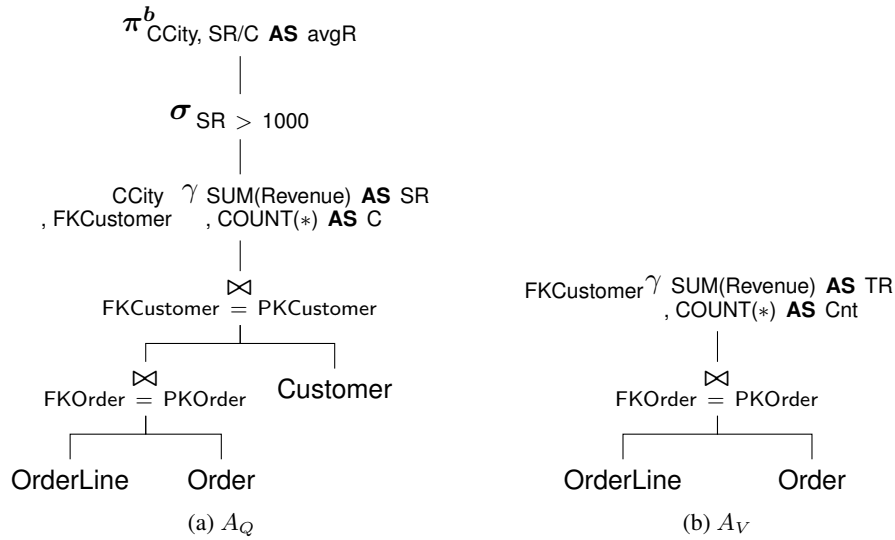 π^b CCity, SR/C AS avgR
σ SR > 1000
CCity γ SUM(Revenue) AS SR
, FKCustomer , COUNT(∗) AS C
⋈
FKCustomer = PKCustomer
⋈
FKOrder = PKOrder
Customer
OrderLine
Order
(a) A_Q
FKCustomer γ SUM(Revenue) AS TR
, COUNT(∗) AS Cnt
⋈
FKOrder = PKOrder
OrderLine
Order
(b) A_V